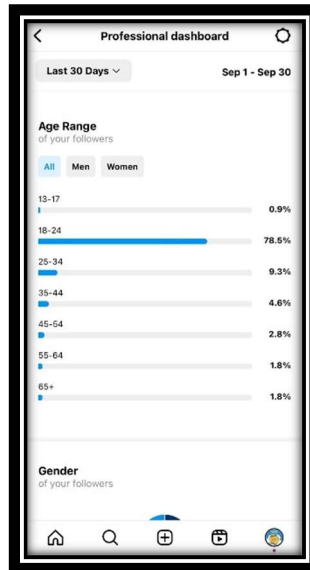 Professional dashboard
Last 30 Days
Sep 1 - Sep 30
Age Range
of your followers
All Men Women
13-17
0.9%
18-24
78.5%
25-34
9.3%
35-44
4.6%
45-54
2.8%
55-64
1.8%
65+
1.8%
Gender
of your followers